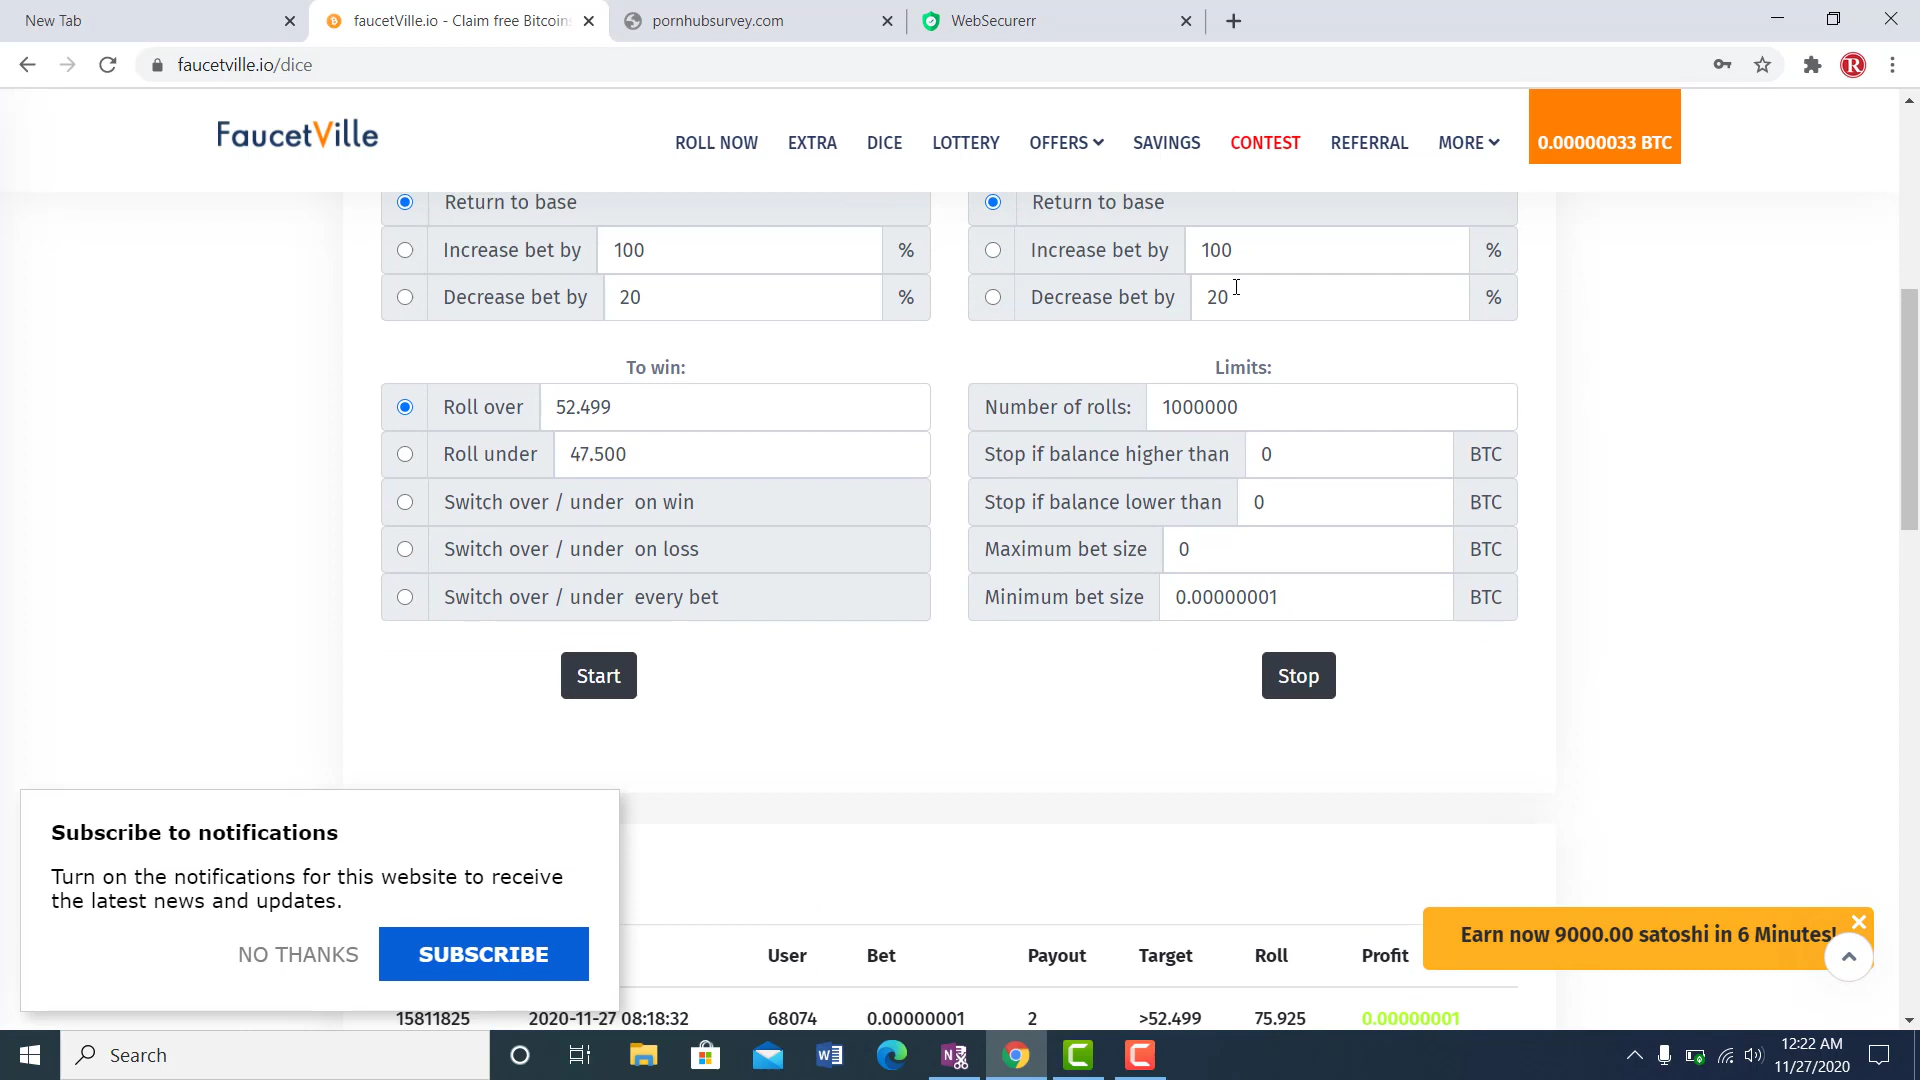 New Tab
faucetVille.io - Claim free Bitcoin
pornhubsurvey.com
WebSecurerr
faucetville.io/dice
FaucetVille
ROLL NOW EXTRA DICE LOTTERY OFFERS SAVINGS CONTEST REFERRAL MORE 0.00000033 BTC
Return to base
Increase bet by 100 %
Decrease bet by 20 %
Return to base
Increase bet by 100 %
Decrease bet by 20 %
To win:
Roll over 52.499
Roll under 47.500
Switch over / under on win
Switch over / under on loss
Switch over / under every bet
Limits:
Number of rolls: 1000000
Stop if balance higher than 0 BTC
Stop if balance lower than 0 BTC
Maximum bet size 0 BTC
Minimum bet size 0.00000001 BTC
Start
Stop
Subscribe to notifications
Turn on the notifications for this website to receive
the latest news and updates.
NO THANKS SUBSCRIBE
Earn now 9000.00 satoshi in 6 Minutes!
User Bet Payout Target Roll Profit
15811825 2020-11-27 08:18:32 68074 0.00000001 2 >52.499 75.925 0.00000001
Search
12:22 AM
11/27/2020